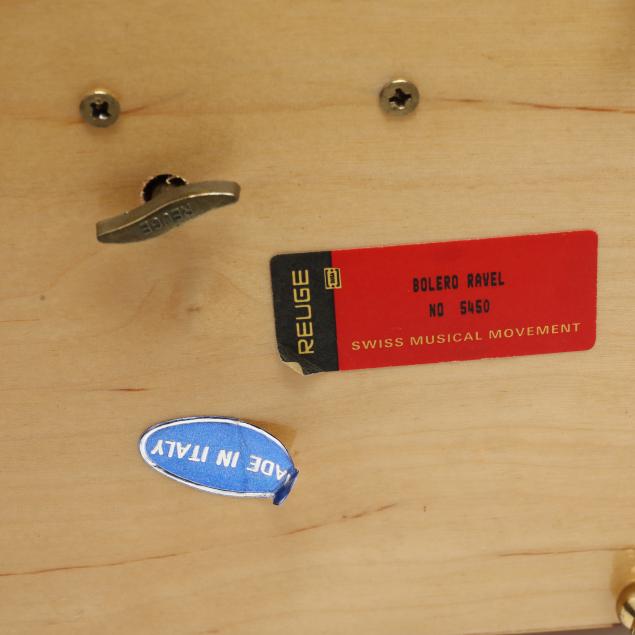 REUGE
REUGE
BOLERO RAVEL
NO 5450
SWISS MUSICAL MOVEMENT
ADE IN ITALY